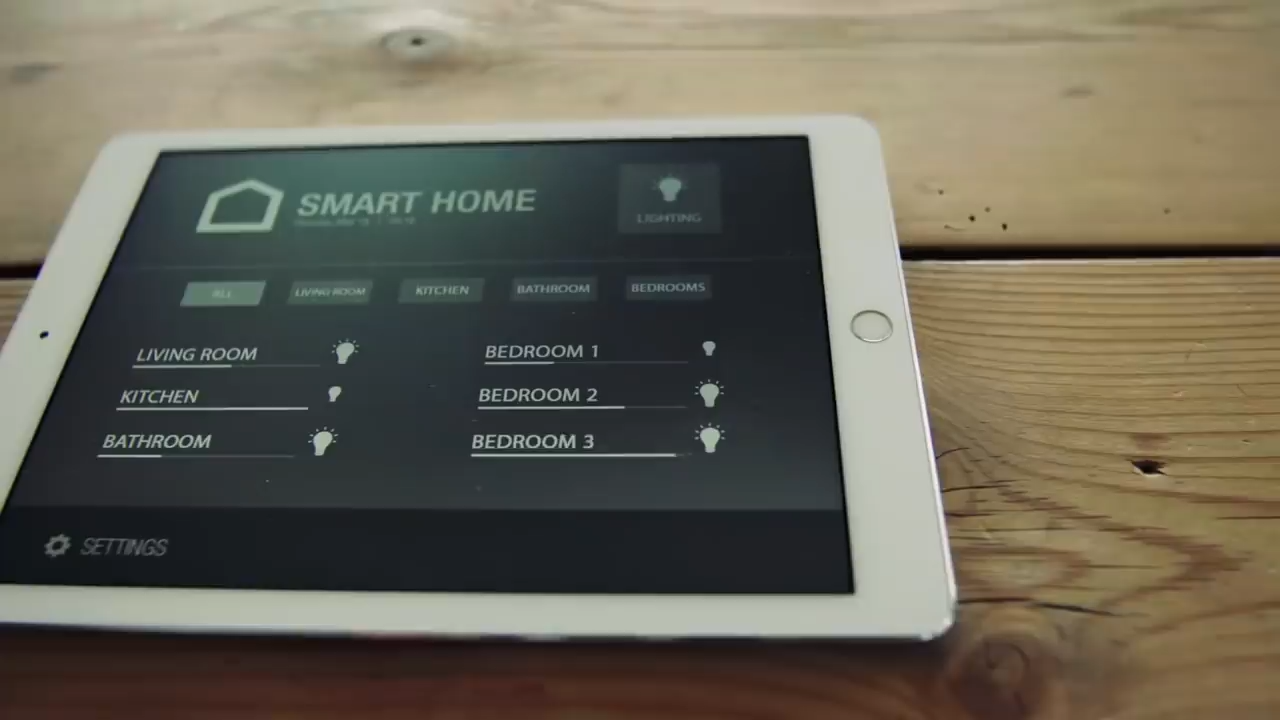 SMART HOME
LIGHTING
ALL
LIVING ROOM
KITCHEN
BATHROOM
BEDROOMS
LIVING ROOM
KITCHEN
BATHROOM
BEDROOM 1
BEDROOM 2
BEDROOM 3
SETTINGS